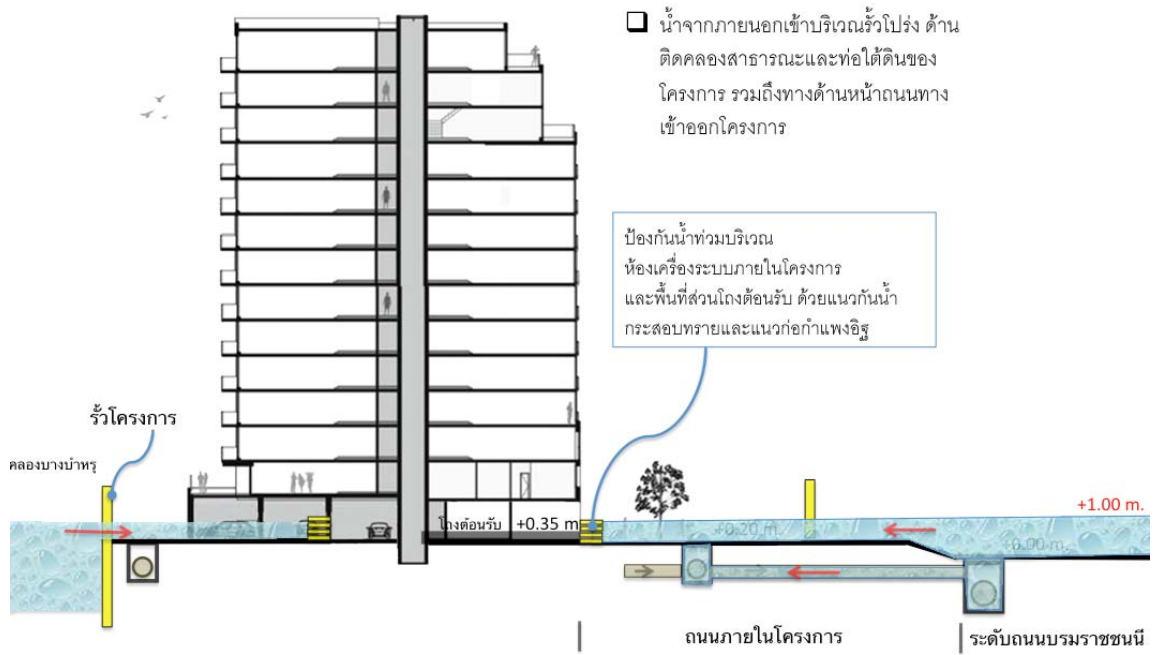 ❑ น้ำจากภายนอกเข้าบริเวณรั้วโปร่ง ด้าน
ติดคลองสาธารณะและท่อใต้ดินของ
โครงการ รวมถึงทางด้านหน้าถนนทาง
เข้าออกโครงการ
ป้องกันน้ำท่วมบริเวณ
ห้องเครื่องระบบภายในโครงการ
และพื้นที่ส่วนโถงต้อนรับ ด้วยแนวกันน้ำ
กระสอบทรายและแนวก่อกำแพงอิฐ
รั้วโครงการ
คลองบางบำหรุ
+1.00 m.
โถงต้อนรับ
+0.35 m
+0.20 m.
+0.00 m.
ถนนภายในโครงการ
ระดับถนนบรมราชชนนี